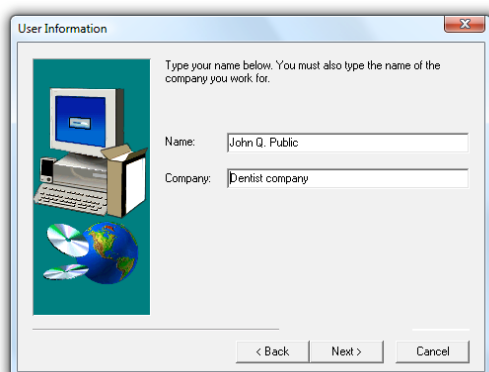 User Information
Type your name below. You must also type the name of the
company you work for.
Name: John Q. Public
Company: Dentist company
< Back Next > Cancel